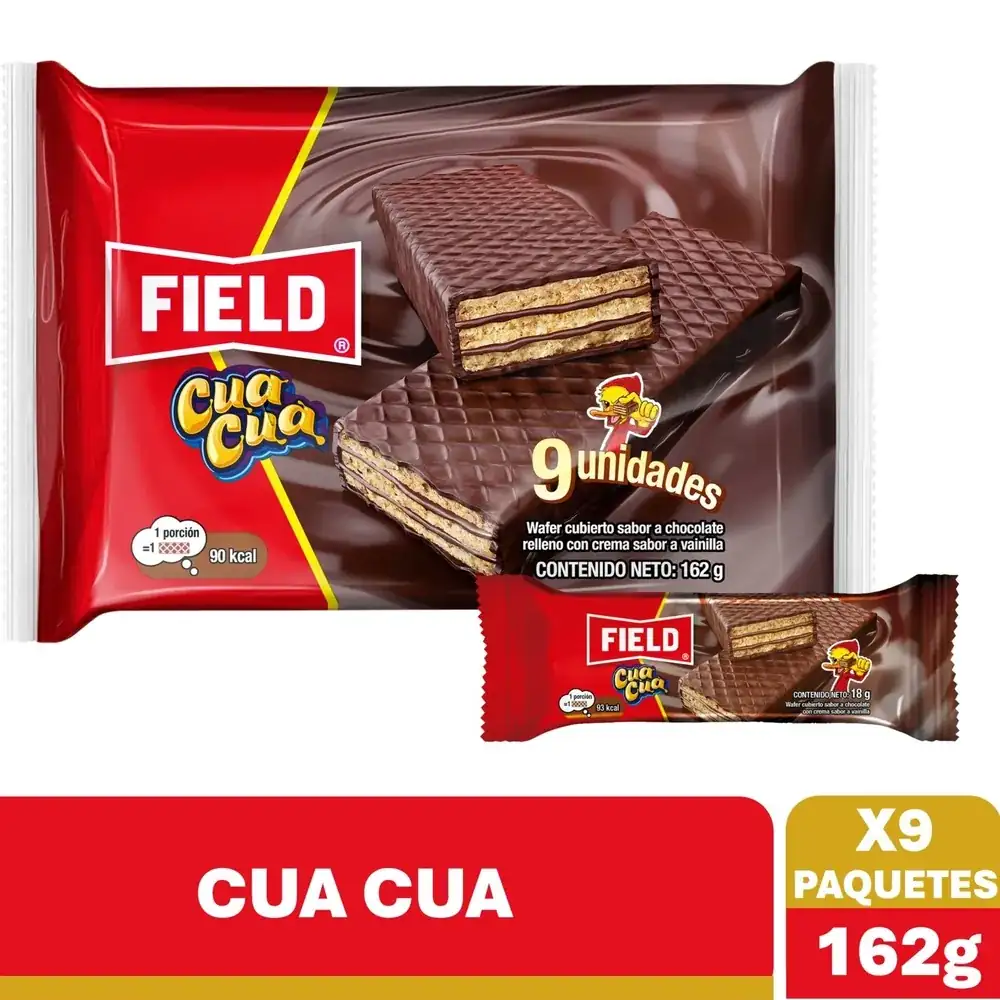 FIELD
®
Cua
Cua
1 porción
=1
90 kcal
9 unidades
Wafer cubierto sabor a chocolate
relleno con crema sabor a vainilla
CONTENIDO NETO: 162 g
FIELD
®
Cua
Cua
1 porción
=1
93 kcal
CONTENIDO NETO: 18 g
Wafer cubierto sabor a chocolate
con crema sabor a vainilla
CUA CUA
X9
PAQUETES
162g